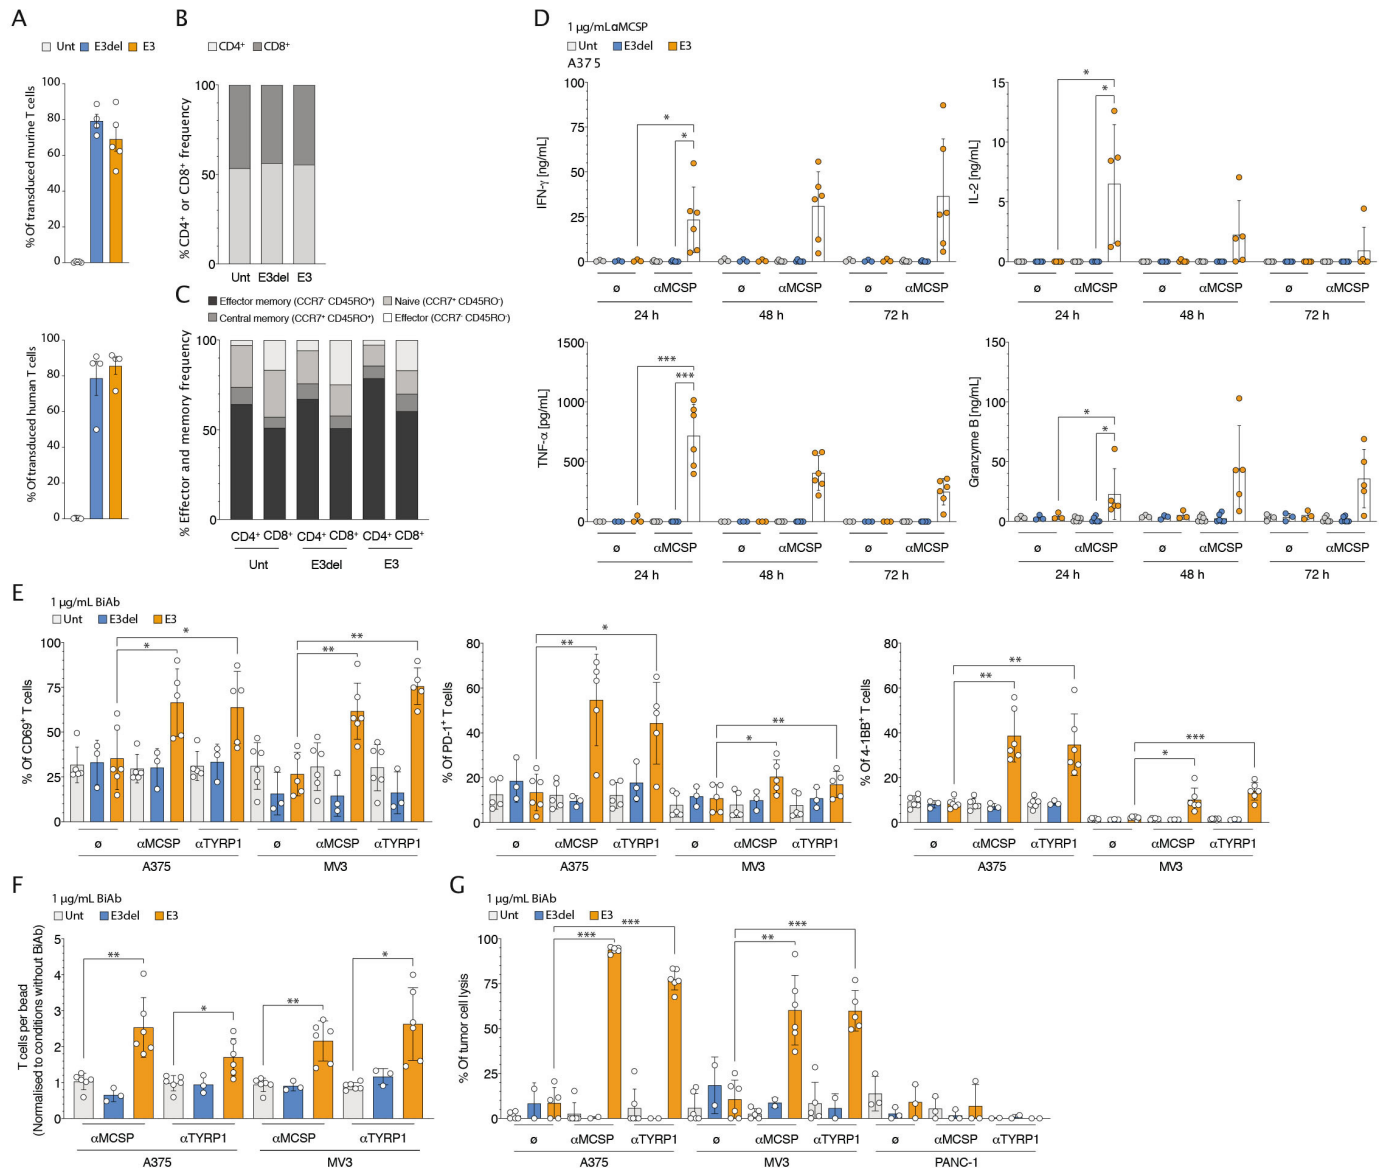 A
Unt E3del E3
% Of transduced murine T cells
100
80
60
40
20
0
% Of transduced human T cells
100
80
60
40
20
0
B
CD4⁺ CD8⁺
% CD4⁺ or CD8⁺ frequency
100
50
0
Unt E3del E3
C
Effector memory (CCR7⁻ CD45RO⁺) Naive (CCR7⁺ CD45RO⁻)
Central memory (CCR7⁺ CD45RO⁺) Effector (CCR7⁻ CD45RO⁻)
% Effector and memory frequency
100
50
0
CD4⁺ CD8⁺ CD4⁺ CD8⁺ CD4⁺ CD8⁺
Unt E3del E3
D
1 µg/mLαMCSP
Unt E3del E3
A375
IFN-γ [ng/mL]
100
75
50
25
0
* *
ø αMCSP ø αMCSP ø αMCSP
24 h 48 h 72 h
IL-2 [ng/mL]
15
10
5
0
* *
ø αMCSP ø αMCSP ø αMCSP
24 h 48 h 72 h
TNF-α [pg/mL]
1500
1000
500
0
*** ***
ø αMCSP ø αMCSP ø αMCSP
24 h 48 h 72 h
Granzyme B [ng/mL]
150
100
50
0
* *
ø αMCSP ø αMCSP ø αMCSP
24 h 48 h 72 h
E
1 µg/mL BiAb
Unt E3del E3
% Of CD69⁺ T cells
100
75
50
25
0
* * ** **
ø αMCSP αTYRP1 ø αMCSP αTYRP1
A375 MV3
% Of PD-1⁺ T cells
80
60
40
20
0
** * * **
ø αMCSP αTYRP1 ø αMCSP αTYRP1
A375 MV3
% Of 4-1BB⁺ T cells
80
60
40
20
0
** ** * ***
ø αMCSP αTYRP1 ø αMCSP αTYRP1
A375 MV3
F
1 µg/mL BiAb
Unt E3del E3
T cells per bead
(Normalised to conditions without BiAb)
5
4
3
2
1
0
** * ** *
αMCSP αTYRP1 αMCSP αTYRP1
A375 MV3
G
1 µg/mL BiAb
Unt E3del E3
% Of tumor cell lysis
100
75
50
25
0
*** *** ** ***
ø αMCSP αTYRP1 ø αMCSP αTYRP1 ø αMCSP αTYRP1
A375 MV3 PANC-1